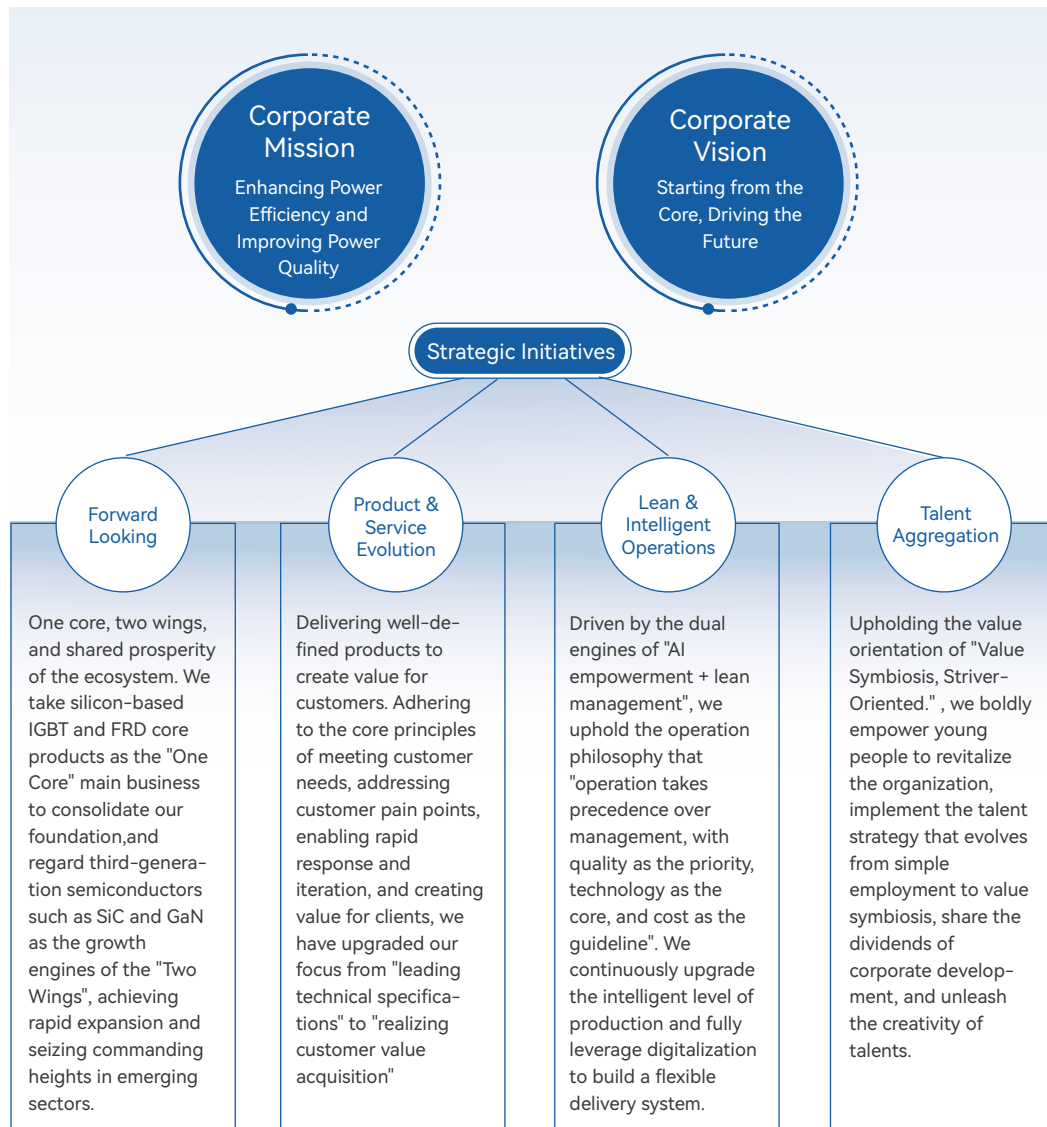 Corporate
Mission
Enhancing Power
Efficiency and
Improving Power
Quality
Corporate
Vision
Starting from the
Core, Driving the
Future
Strategic Initiatives
Forward
Looking
One core, two wings,
and shared prosperity
of the ecosystem. We
take silicon-based
IGBT and FRD core
products as the "One
Core" main business
to consolidate our
foundation,and
regard third-genera-
tion semiconductors
such as SiC and GaN
as the growth
engines of the "Two
Wings", achieving
rapid expansion and
seizing commanding
heights in emerging
sectors.
Product &
Service
Evolution
Delivering well-de-
fined products to
create value for
customers. Adhering
to the core principles
of meeting customer
needs, addressing
customer pain points,
enabling rapid
response and
iteration, and creating
value for clients, we
have upgraded our
focus from "leading
technical specifica-
tions" to "realizing
customer value
acquisition"
Lean &
Intelligent
Operations
Driven by the dual
engines of "AI
empowerment + lean
management", we
uphold the operation
philosophy that
"operation takes
precedence over
management, with
quality as the priority,
technology as the
core, and cost as the
guideline". We
continuously upgrade
the intelligent level of
production and fully
leverage digitalization
to build a flexible
delivery system.
Talent
Aggregation
Upholding the value
orientation of "Value
Symbiosis, Striver-
Oriented." , we boldly
empower young
people to revitalize
the organization,
implement the talent
strategy that evolves
from simple
employment to value
symbiosis, share the
dividends of
corporate develop-
ment, and unleash
the creativity of
talents.